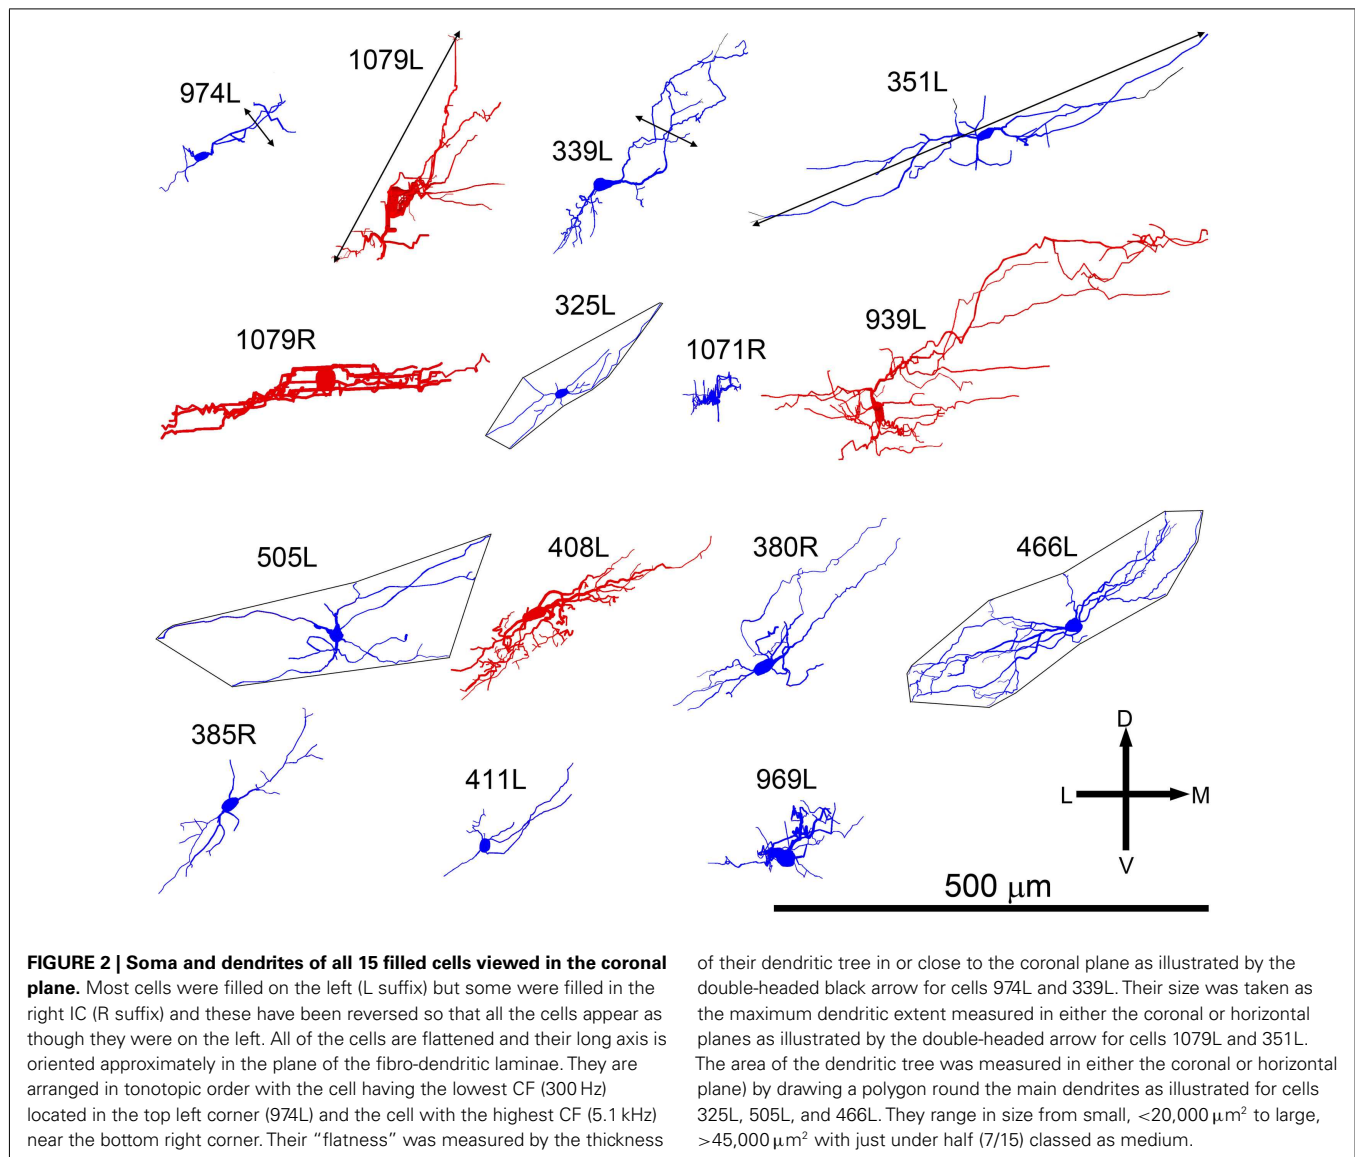 974L
1079L
339L
351L
1079R
325L
1071R
939L
505L
408L
380R
466L
385R
411L
969L
D
L
M
V
500 μm
FIGURE 2 | Soma and dendrites of all 15 filled cells viewed in the coronal
plane. Most cells were filled on the left (L suffix) but some were filled in the
right IC (R suffix) and these have been reversed so that all the cells appear as
though they were on the left. All of the cells are flattened and their long axis is
oriented approximately in the plane of the fibro-dendritic laminae. They are
arranged in tonotopic order with the cell having the lowest CF (300 Hz)
located in the top left corner (974L) and the cell with the highest CF (5.1 kHz)
near the bottom right corner. Their “flatness” was measured by the thickness
of their dendritic tree in or close to the coronal plane as illustrated by the
double-headed black arrow for cells 974L and 339L. Their size was taken as
the maximum dendritic extent measured in either the coronal or horizontal
planes as illustrated by the double-headed arrow for cells 1079L and 351L.
The area of the dendritic tree was measured in either the coronal or horizontal
plane) by drawing a polygon round the main dendrites as illustrated for cells
325L, 505L, and 466L. They range in size from small, <20,000 μm² to large,
>45,000 μm² with just under half (7/15) classed as medium.